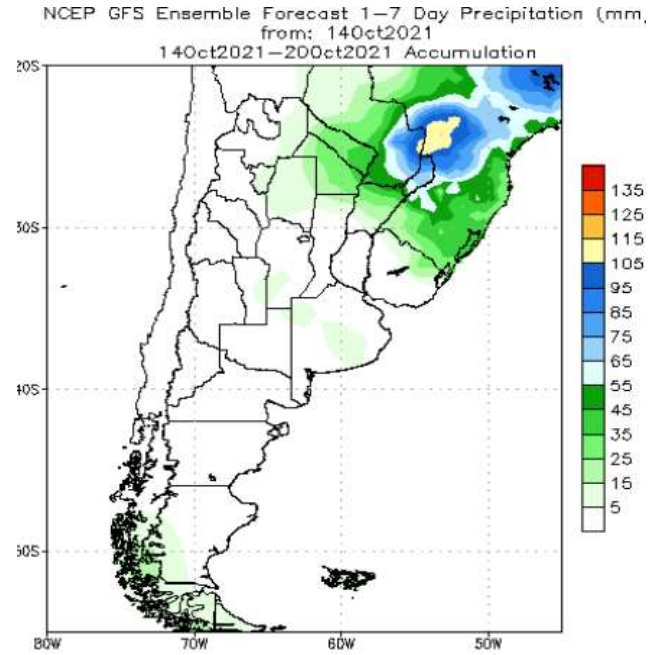 NCEP GFS Ensemble Forecast 1–7 Day Precipitation (mm)
from: 14Oct2021
14Oct2021–20Oct2021 Accumulation
20S
30S
40S
50S
80W
70W
60W
50W
135
125
115
105
95
85
75
65
55
45
35
25
15
5